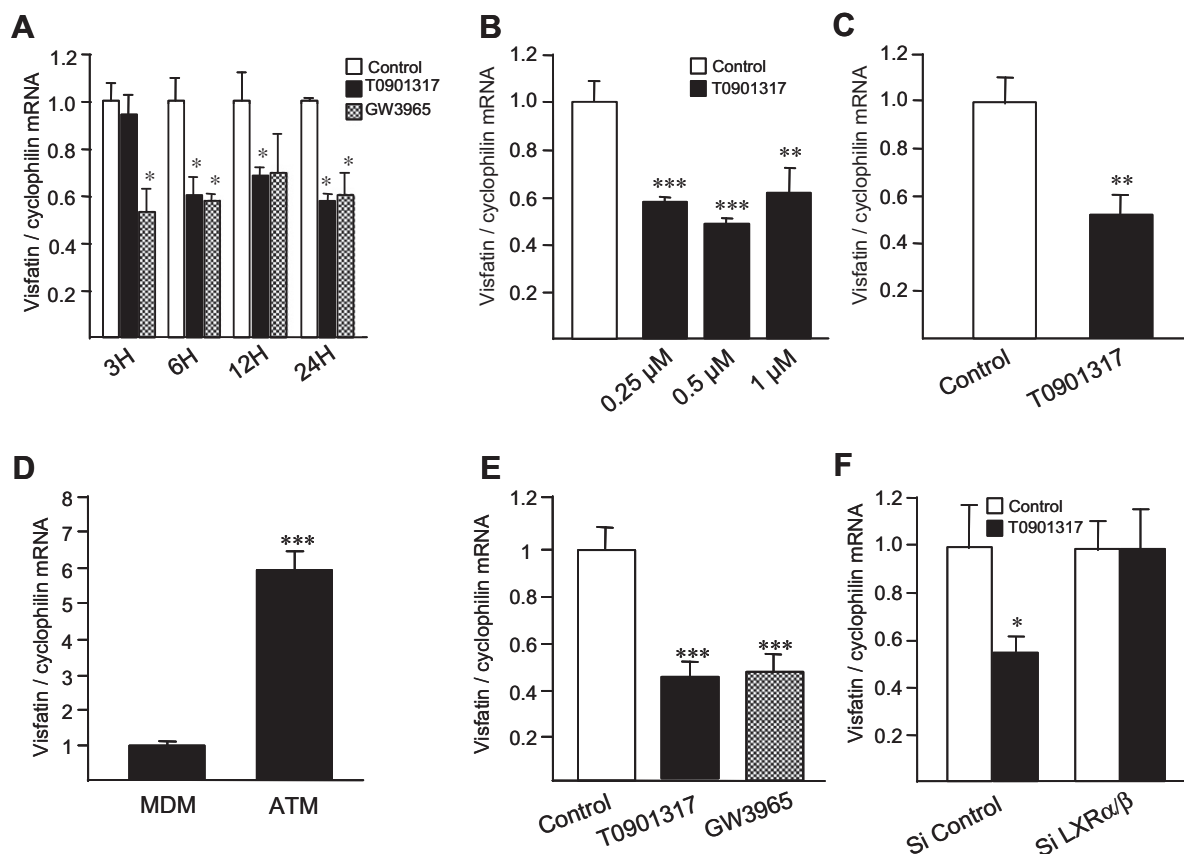 A
Visfatin / cyclophilin mRNA
1.2
1.0
0.8
0.6
0.4
0.2
Control
T0901317
GW3965
*
* *
*
* *
3H 6H 12H 24H
B
Visfatin / cyclophilin mRNA
1.2
1.0
0.8
0.6
0.4
0.2
Control
T0901317
***
***
**
0.25 µM 0.5 µM 1 µM
C
Visfatin / cyclophilin mRNA
1.2
1.0
0.8
0.6
0.4
0.2
**
Control T0901317
D
Visfatin / cyclophilin mRNA
8
7
6
5
4
3
2
1
***
MDM ATM
E
Visfatin / cyclophilin mRNA
1.2
1
0.8
0.6
0.4
0.2
***
***
Control T0901317 GW3965
F
Visfatin / cyclophilin mRNA
1.2
1.0
0.8
0.6
0.4
0.2
Control
T0901317
*
Si Control Si LXRα/β